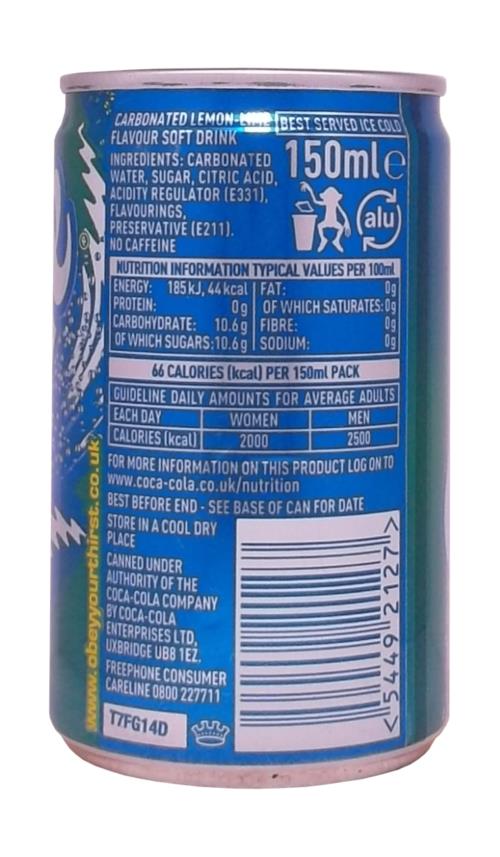 CARBONATED LEMON-LIME
FLAVOUR SOFT DRINK
BEST SERVED ICE COLD
INGREDIENTS: CARBONATED
WATER, SUGAR, CITRIC ACID,
ACIDITY REGULATOR (E331),
FLAVOURINGS,
PRESERVATIVE (E211).
NO CAFFEINE
150ml e
alu
NUTRITION INFORMATION TYPICAL VALUES PER 100ml
ENERGY: 185kJ, 44kcal FAT: 0g
PROTEIN: 0g OF WHICH SATURATES: 0g
CARBOHYDRATE: 10.6g FIBRE: 0g
OF WHICH SUGARS: 10.6g SODIUM: 0g
66 CALORIES (kcal) PER 150ml PACK
GUIDELINE DAILY AMOUNTS FOR AVERAGE ADULTS
EACH DAY WOMEN MEN
CALORIES (kcal) 2000 2500
FOR MORE INFORMATION ON THIS PRODUCT LOG ON TO
www.coca-cola.co.uk/nutrition
BEST BEFORE END - SEE BASE OF CAN FOR DATE
STORE IN A COOL DRY
PLACE
CANNED UNDER
AUTHORITY OF THE
COCA-COLA COMPANY
BY COCA-COLA
ENTERPRISES LTD,
UXBRIDGE UB8 1EZ.
FREEPHONE CONSUMER
CARELINE 0800 227711
T7FG14D
<54492127>
www.obeyyourthirst.co.uk